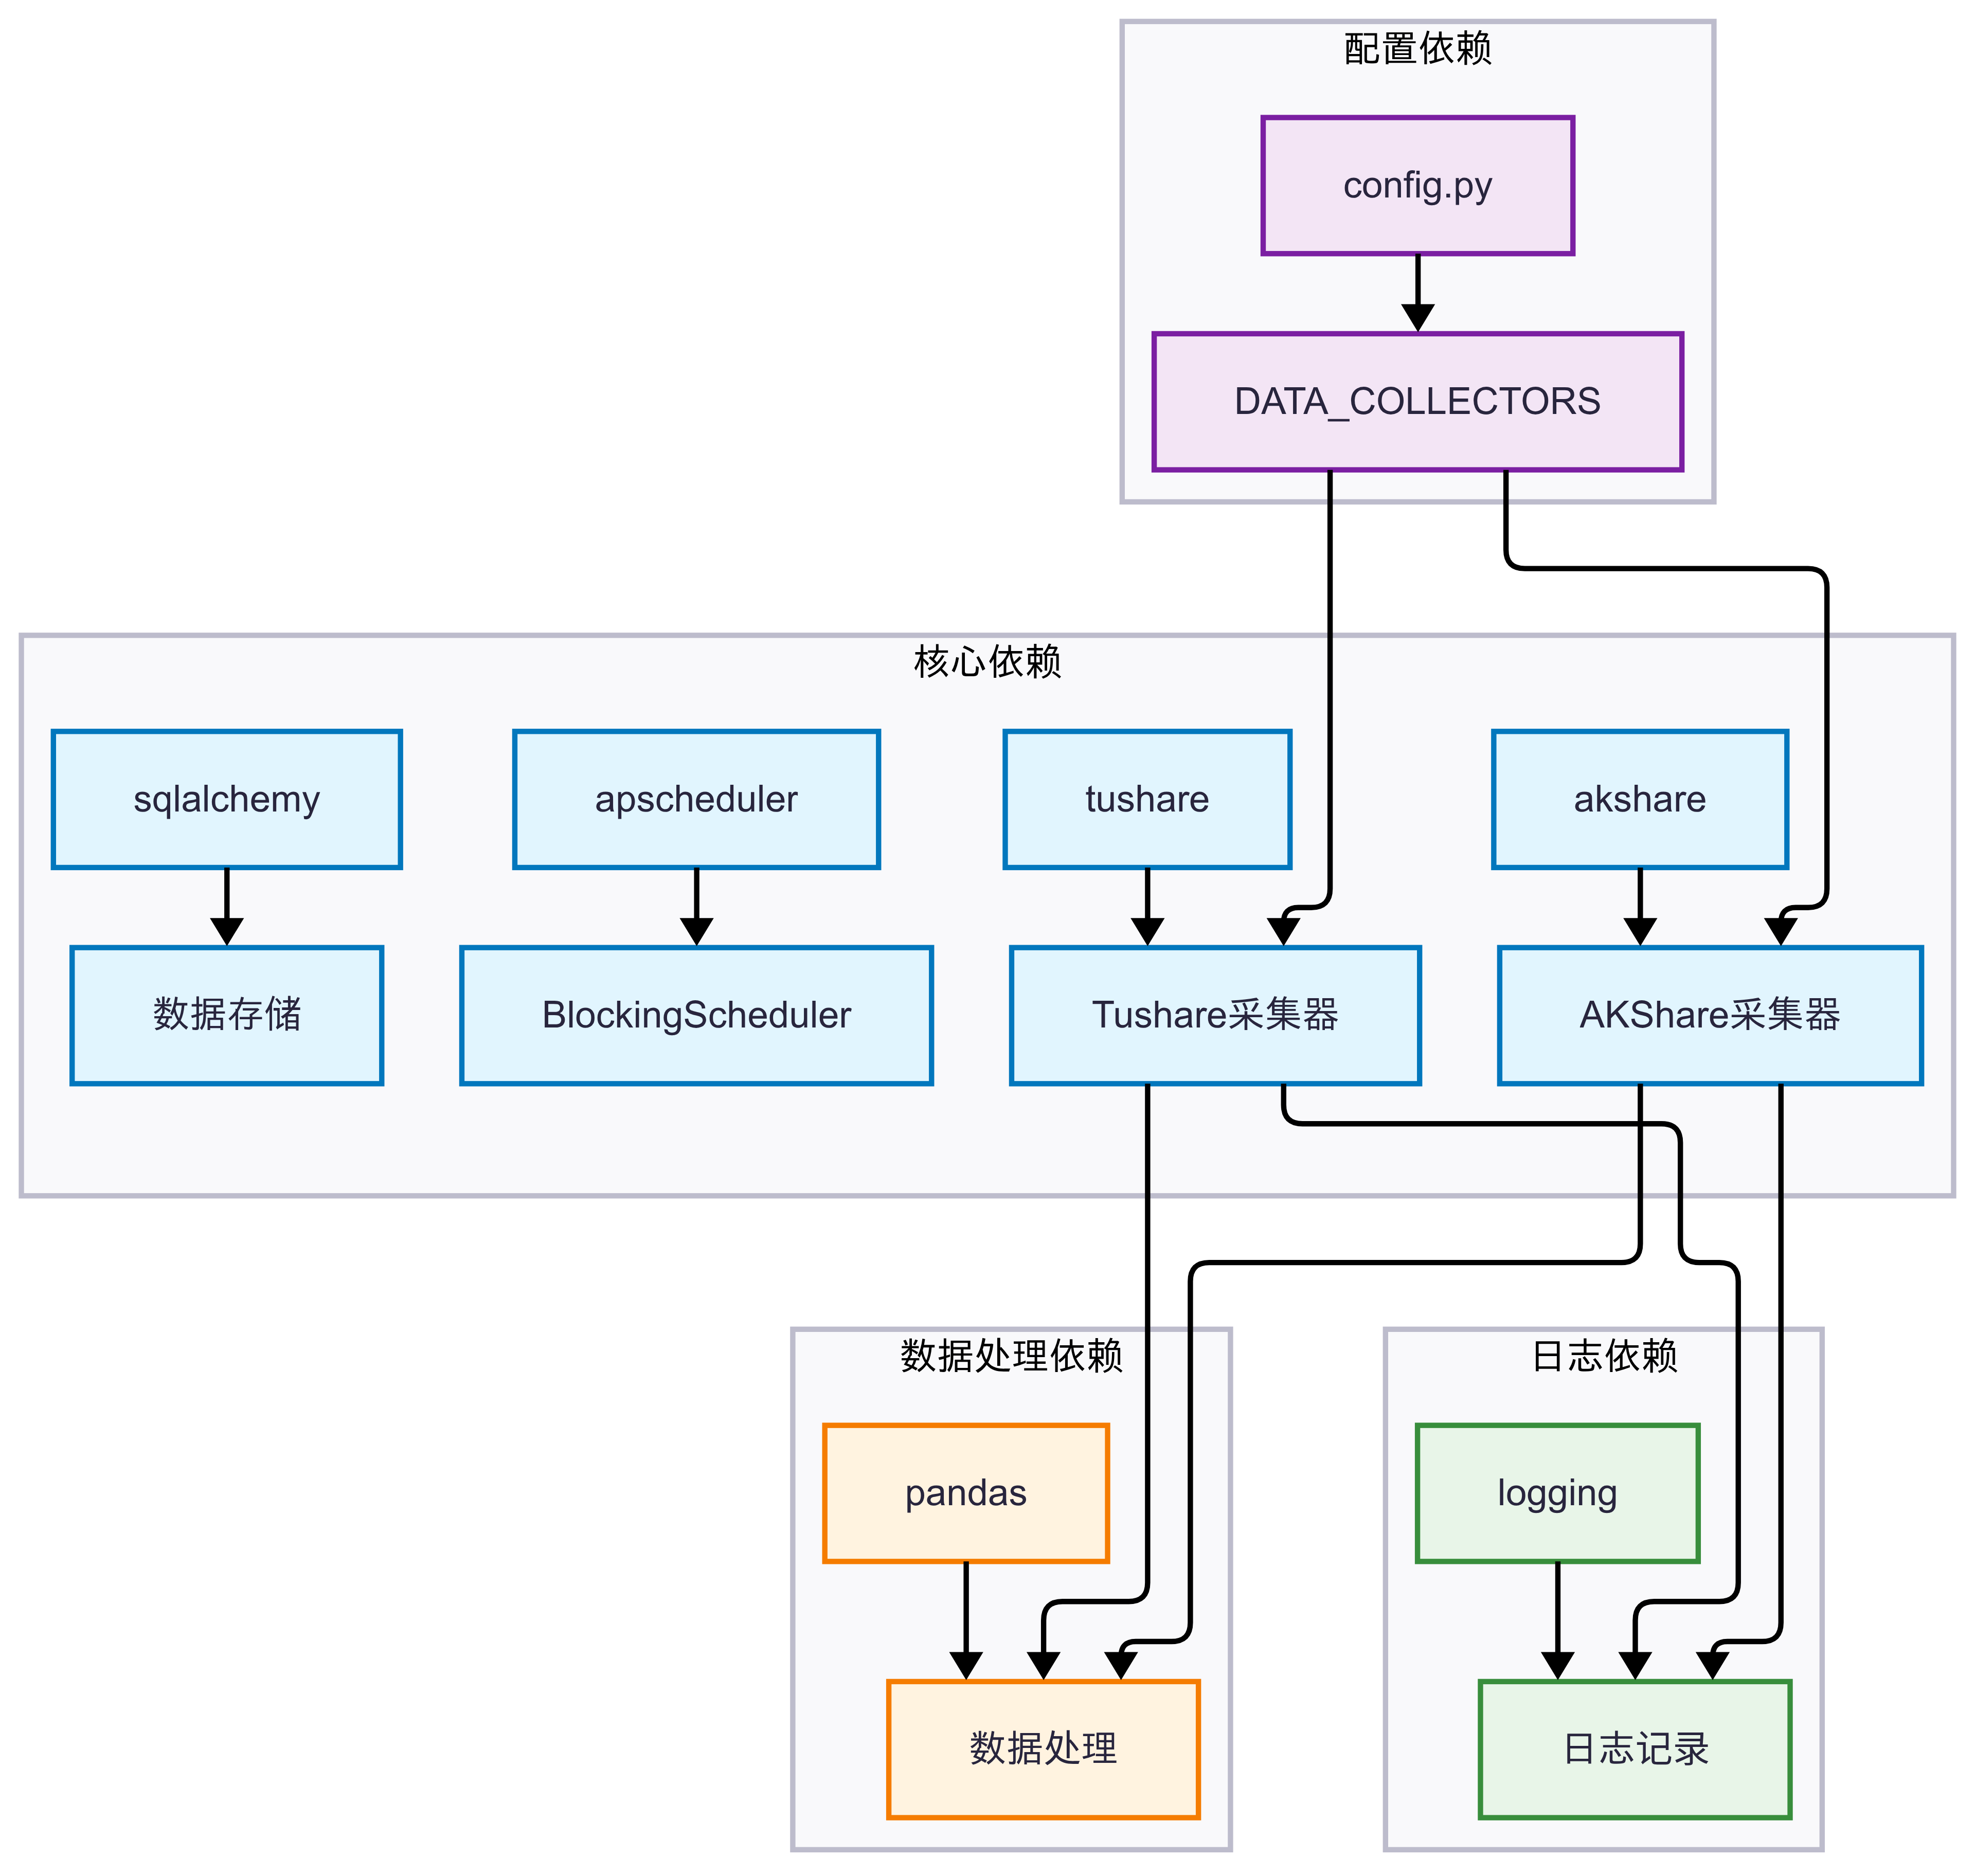 配置依赖
config.py
DATA_COLLECTORS
核心依赖
sqlalchemy
apscheduler
tushare
akshare
数据存储
BlockingScheduler
Tushare采集器
AKShare采集器
数据处理依赖
日志依赖
pandas
logging
数据处理
日志记录